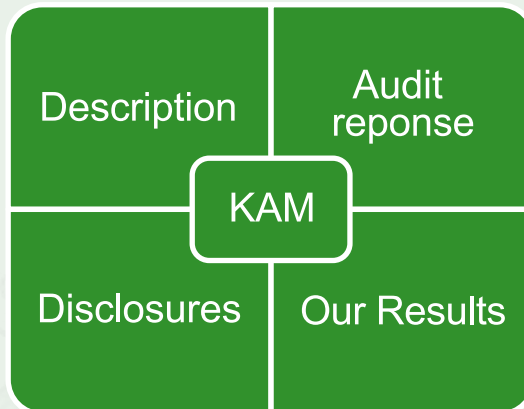 Description
Audit
reponse
KAM
Disclosures
Our Results